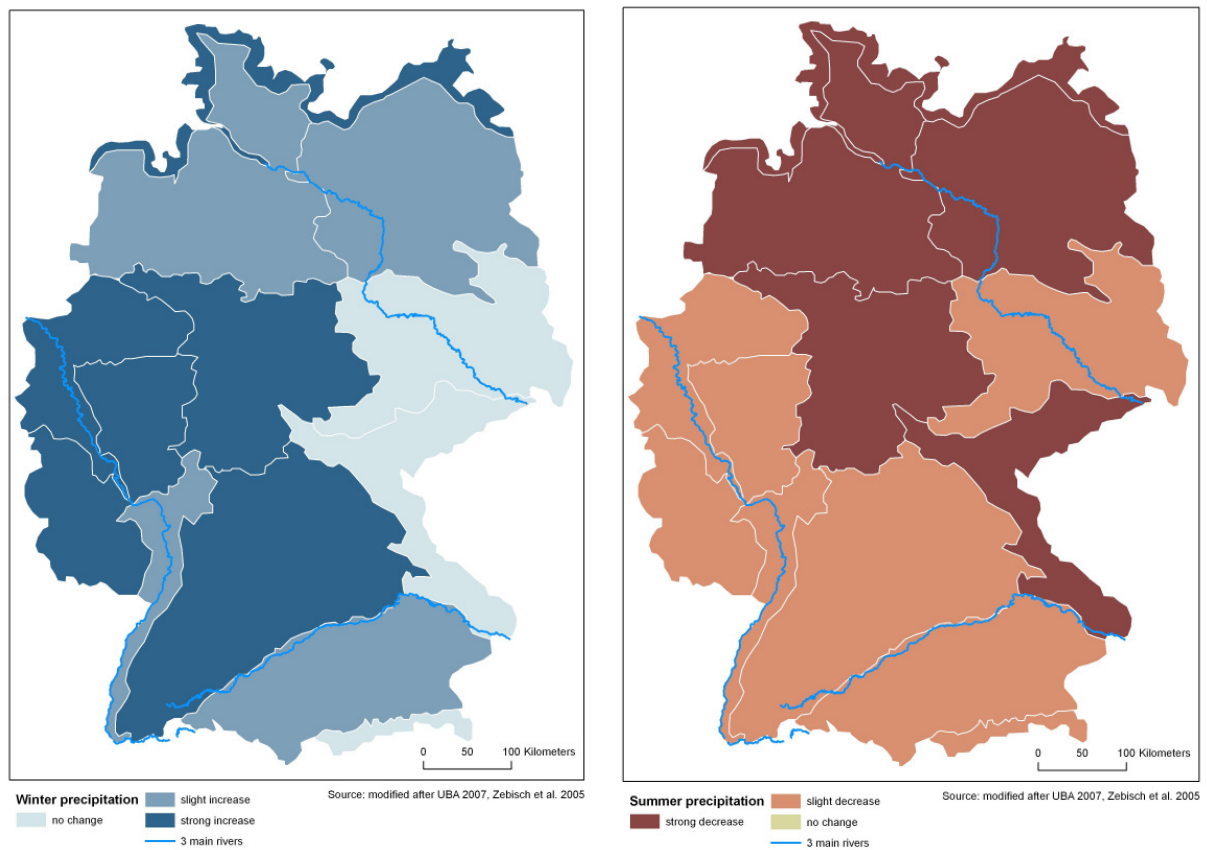 0 50 100 Kilometers
Winter precipitation
slight increase
no change
strong increase
3 main rivers
Source: modified after UBA 2007, Zebisch et al. 2005
0 50 100 Kilometers
Summer precipitation
slight decrease
strong decrease
no change
3 main rivers
Source: modified after UBA 2007, Zebisch et al. 2005